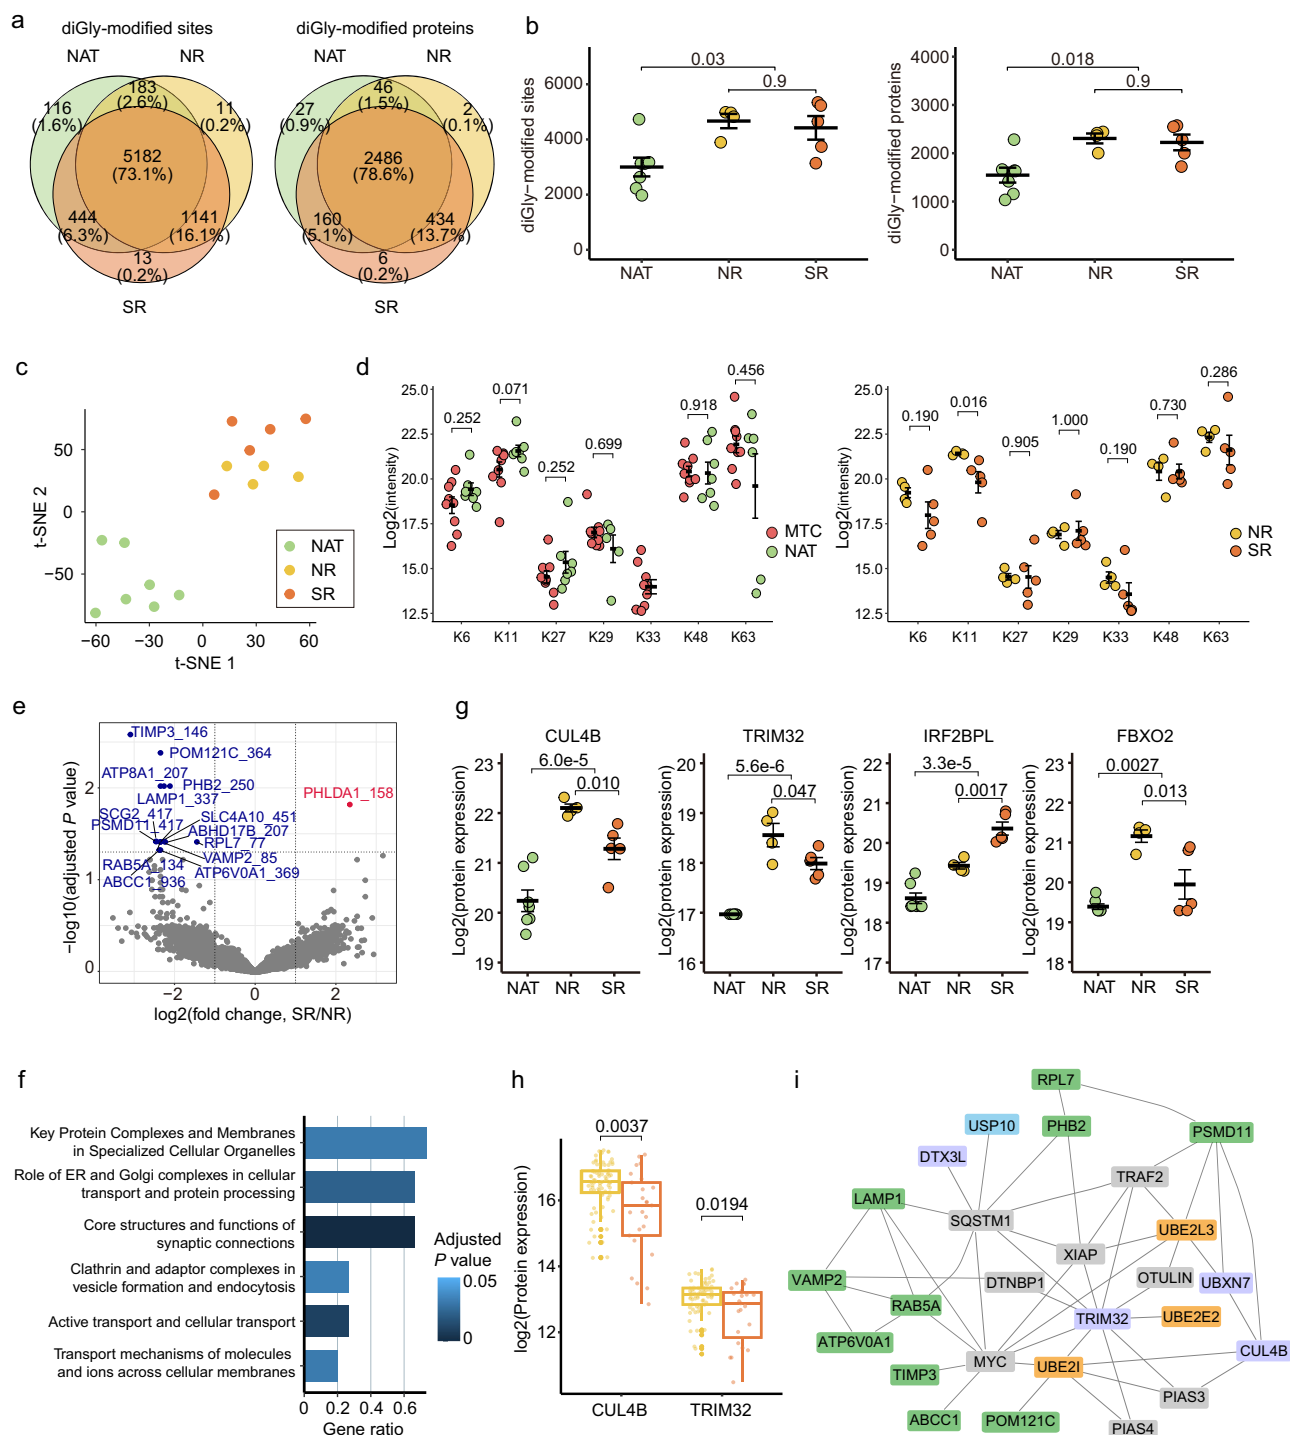 a
diGly-modified sites
diGly-modified proteins
NAT
NR
NAT
NR
183
(2.6%)
116
(1.6%)
11
(0.2%)
5182
(73.1%)
444
(6.3%)
1141
(16.1%)
13
(0.2%)
SR
46
(1.5%)
27
(0.9%)
2
(0.1%)
2486
(78.6%)
160
(5.1%)
434
(13.7%)
6
(0.2%)
SR
b
diGly−modified sites
6000
4000
2000
0
0.03
0.9
NAT
NR
SR
diGly−modified proteins
4000
3000
2000
1000
0
0.018
0.9
NAT
NR
SR
c
t-SNE 2
50
0
−50
NAT
NR
SR
−60
−30
0
30
60
t-SNE 1
d
Log2(intensity)
25.0
22.5
20.0
17.5
15.0
12.5
0.252
0.071
0.252
0.699
0.918
0.456
MTC
NAT
K6
K11
K27
K29
K33
K48
K63
Log2(intensity)
25.0
22.5
20.0
17.5
15.0
12.5
0.190
0.016
0.905
1.000
0.190
0.730
0.286
NR
SR
K6
K11
K27
K29
K33
K48
K63
e
−log10(adjusted P value)
2
1
0
TIMP3_146
POM121C_364
ATP8A1_207
PHB2_250
LAMP1_337
PHLDA1_158
SCG2_417
SLC4A10_451
PSMD11_417
ABHD17B_207
RPL7_77
VAMP2_85
RAB5A_134
ATP6V0A1_369
ABCC1_936
−2
0
2
log2(fold change, SR/NR)
g
CUL4B
Log2(protein expression)
23
22
21
20
19
6.0e-5
0.010
NAT
NR
SR
TRIM32
Log2(protein expression)
20
19
18
17
16
5.6e-6
0.047
NAT
NR
SR
IRF2BPL
Log2(protein expression)
22
21
20
19
18
17
3.3e-5
0.0017
NAT
NR
SR
FBXO2
Log2(protein expression)
23
22
21
20
19
18
0.0027
0.013
NAT
NR
SR
f
Key Protein Complexes and Membranes
in Specialized Cellular Organelles
Role of ER and Golgi complexes in cellular
transport and protein processing
Core structures and functions of
synaptic connections
Clathrin and adaptor complexes in
vesicle formation and endocytosis
Active transport and cellular transport
Transport mechanisms of molecules
and ions across cellular membranes
0
0.2
0.4
0.6
Gene ratio
Adjusted
P value
0.05
0
h
log2(Protein expression)
16
14
12
0.0037
0.0194
CUL4B
TRIM32
i
RPL7
USP10
PHB2
PSMD11
DTX3L
TRAF2
LAMP1
SQSTM1
UBE2L3
XIAP
VAMP2
DTNBP1
OTULIN
UBXN7
RAB5A
TRIM32
UBE2E2
ATP6V0A1
CUL4B
MYC
UBE2I
TIMP3
PIAS3
ABCC1
POM121C
PIAS4